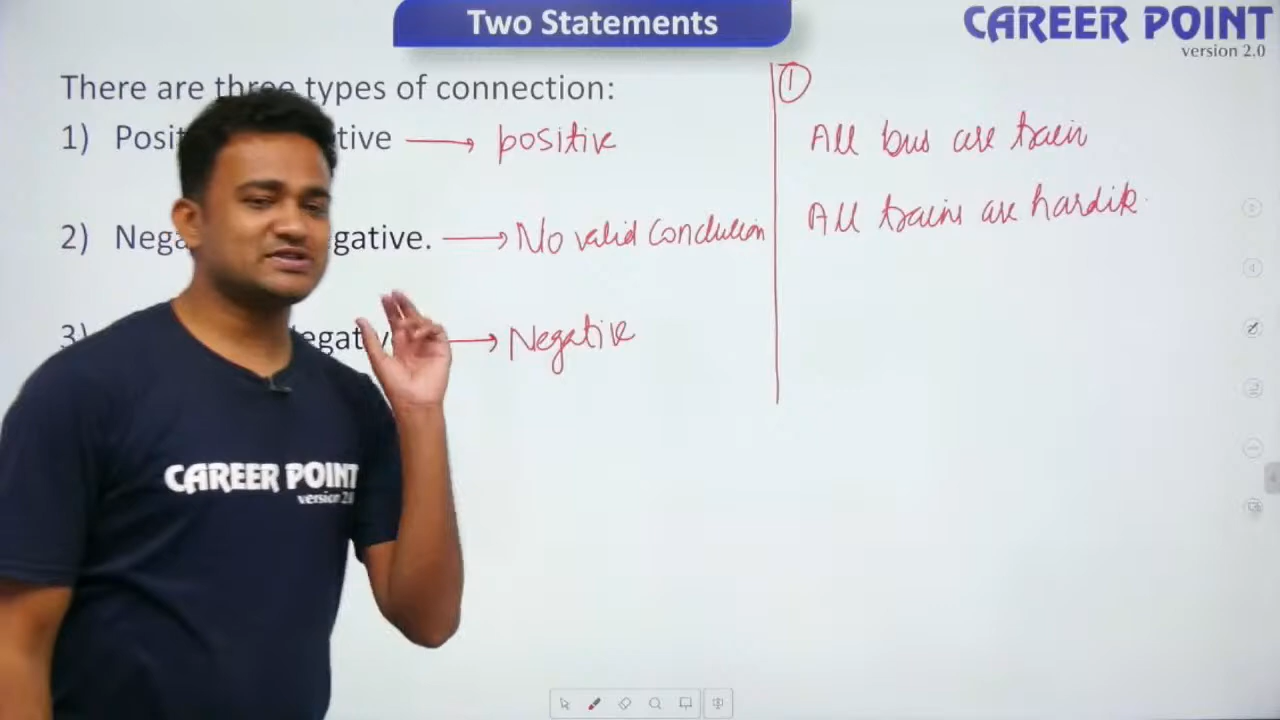 Two Statements
CAREER POINT
version 2.0
There are three types of connection:
1) Posi tive → positive
2) Nega gative. → No valid Conclusion
3) egativ → Negative
①
All bus are train
All trains are hardik.
CAREER POINT
version 2.0